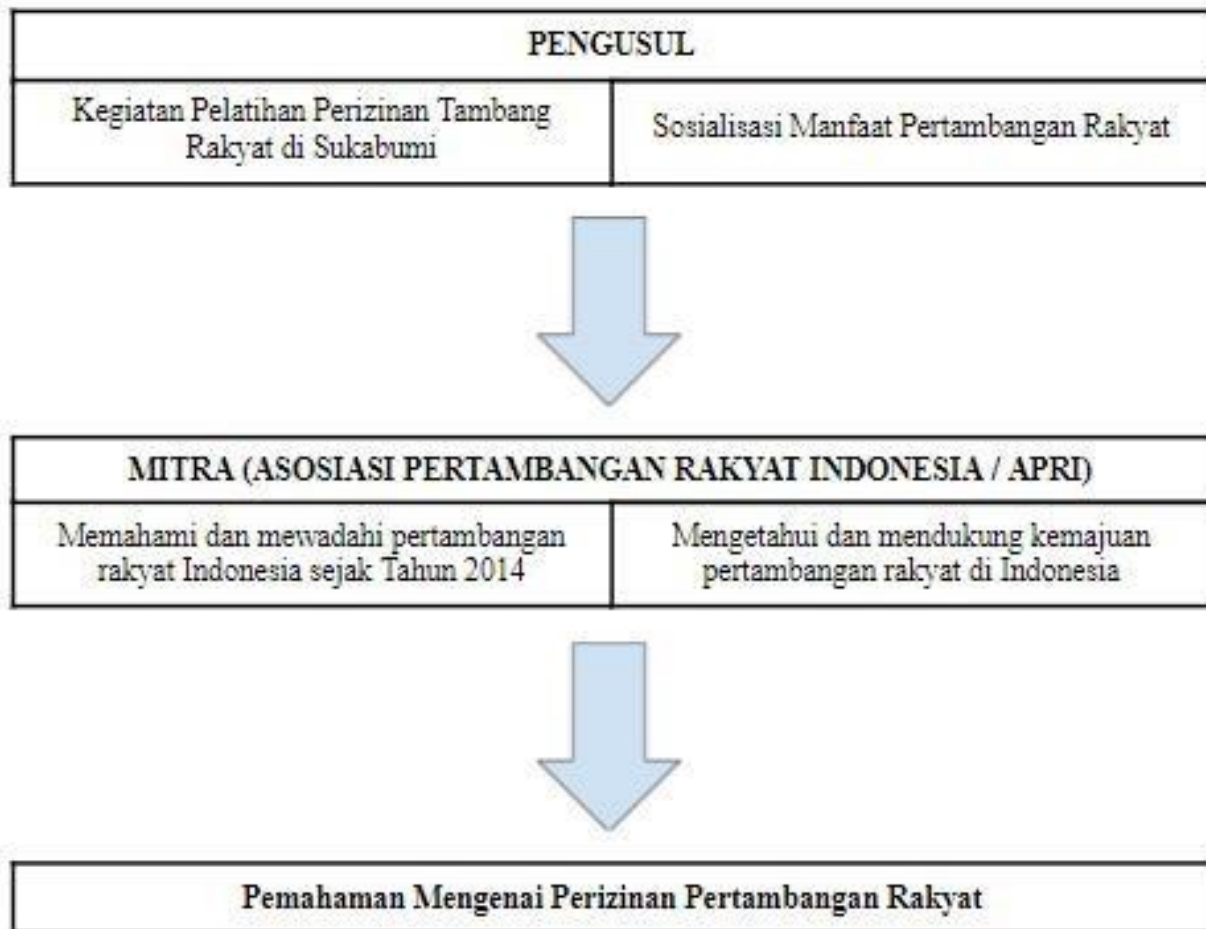 PENGUSUL
Kegiatan Pelatihan Perizinan Tambang
Rakyat di Sukabumi
Sosialisasi Manfaat Pertambangan Rakyat
MITRA (ASOSIASI PERTAMBANGAN RAKYAT INDONESIA / APRI)
Memahami dan mewadahi pertambangan
rakyat Indonesia sejak Tahun 2014
Mengetahui dan mendukung kemajuan
pertambangan rakyat di Indonesia
Pemahaman Mengenai Perizinan Pertambangan Rakyat